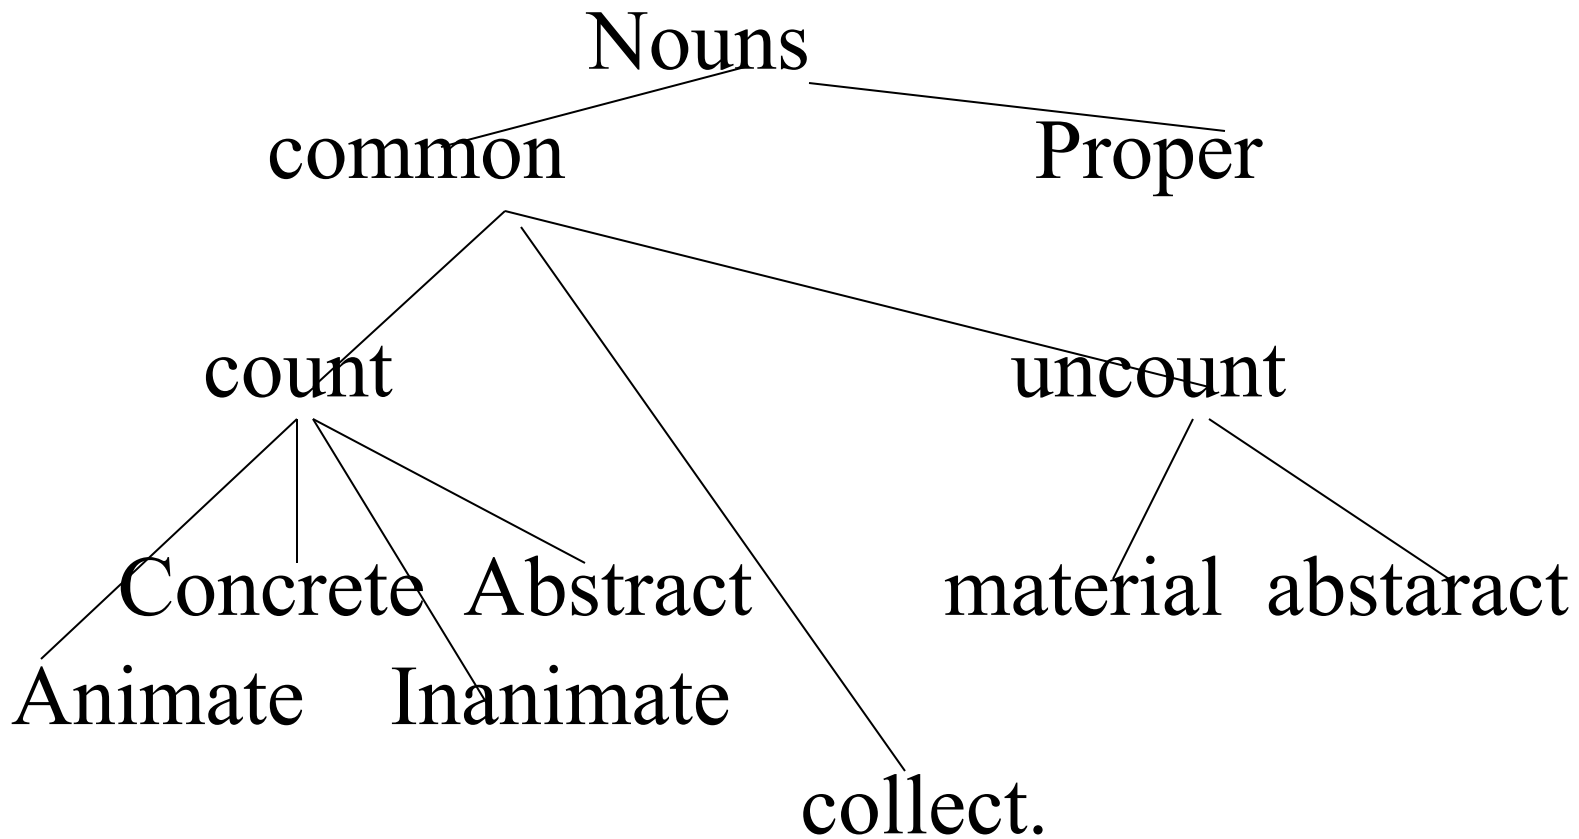 Nouns
common Proper
count uncount
Concrete Abstract material abstaract
Animate Inanimate
collect.